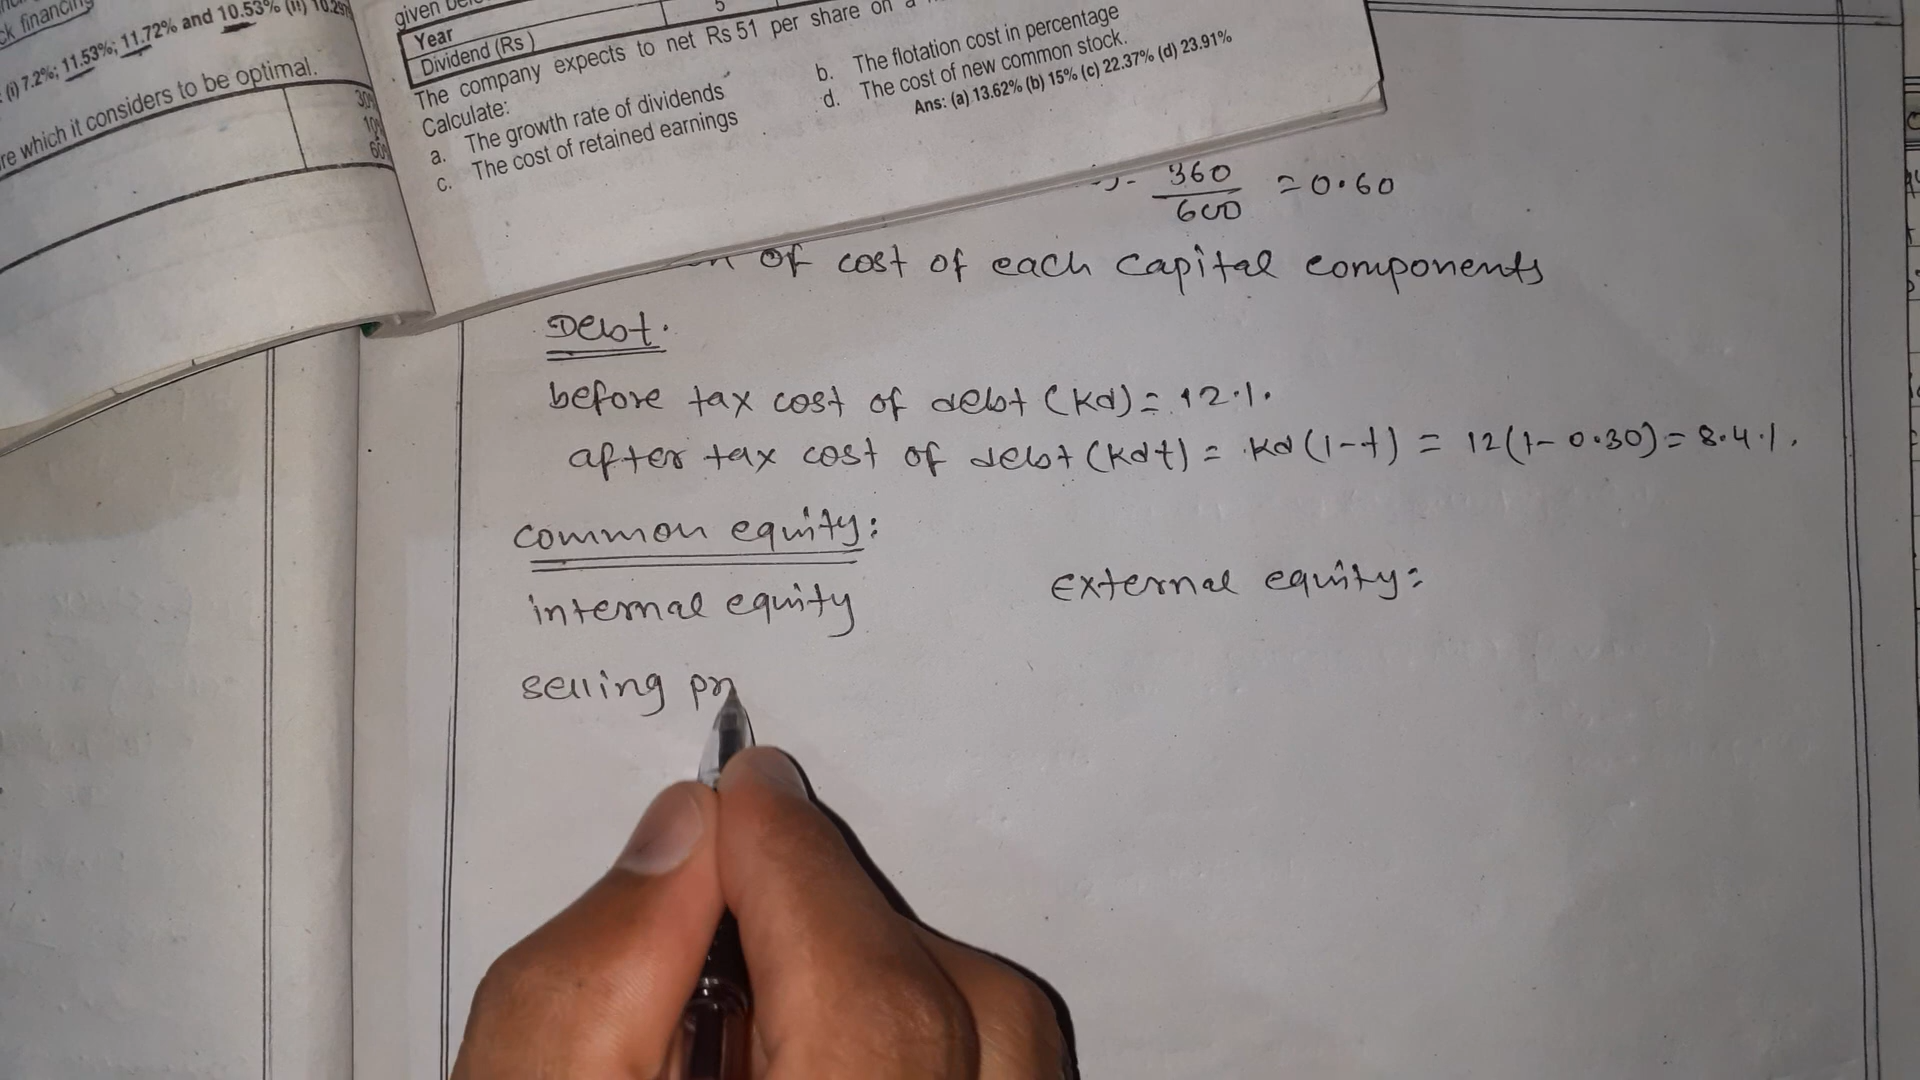 ck financing
(i) 7.2%; 11.53%; 11.72% and 10.53% (ii) 10.29%
re which it considers to be optimal.
30%
10%
60%
given
5
Year
Dividend (Rs)
The company expects to net Rs 51 per share on a
Calculate:
a. The growth rate of dividends
b. The flotation cost in percentage
c. The cost of retained earnings
d. The cost of new common stock.
Ans: (a) 13.62% (b) 15% (c) 22.37% (d) 23.91%
360
600 = 0.60
of cost of each capital components
Debt.
before tax cost of debt (kd) = 12%.
after tax cost of debt (kdt) = kd (1-t) = 12 (1-0.30) = 8.4%.
common equity:
internal equity
external equity:
selling pr